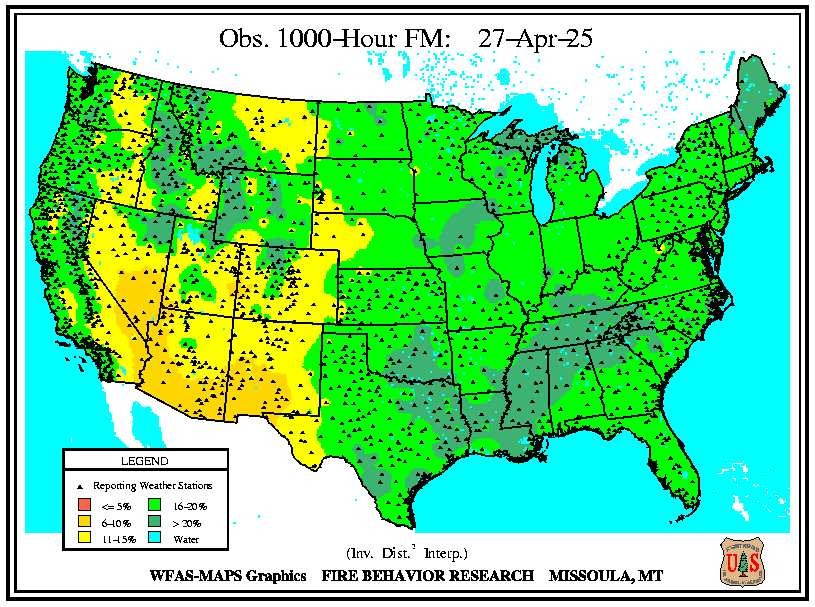 Obs. 1000-Hour FM: 27-Apr-25
LEGEND
Reporting Weather Stations
<= 5% 16-20%
6-10% > 20%
11-15% Water
(Inv. Dist.² Interp.)
WFAS-MAPS Graphics FIRE BEHAVIOR RESEARCH MISSOULA, MT
U S